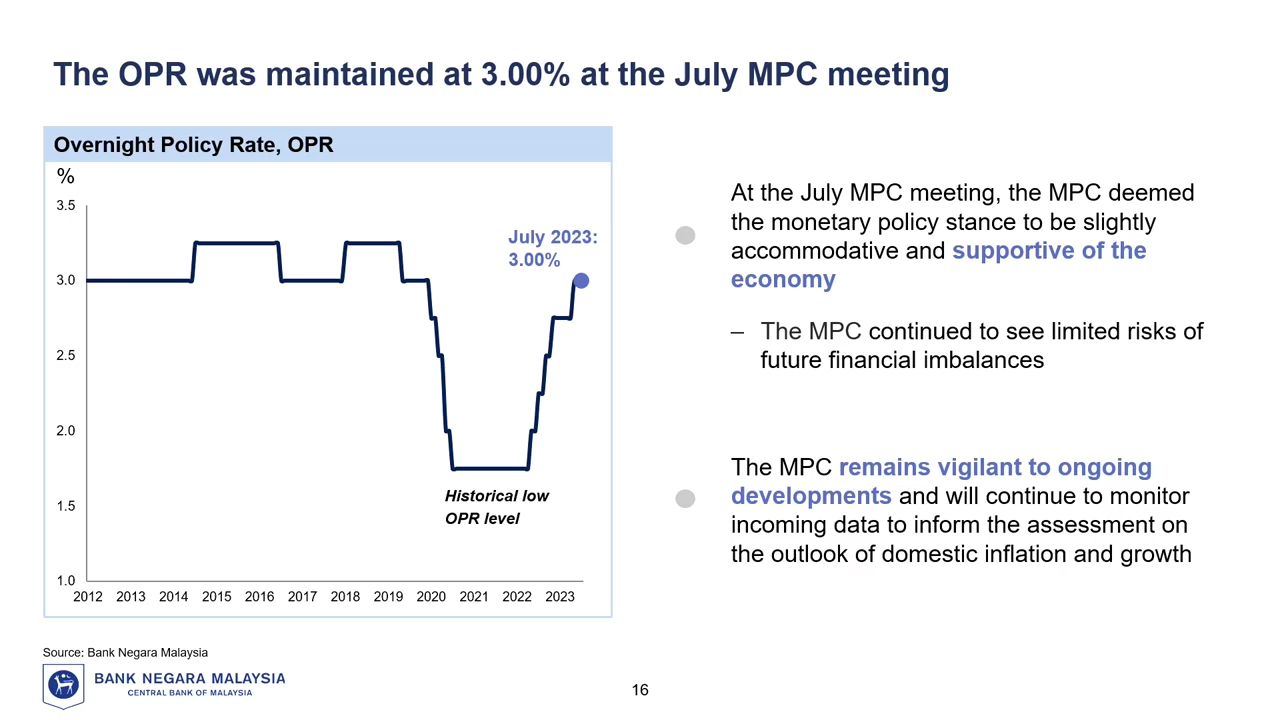 The OPR was maintained at 3.00% at the July MPC meeting
Overnight Policy Rate, OPR
%
3.5
3.0
2.5
2.0
1.5
1.0
2012 2013 2014 2015 2016 2017 2018 2019 2020 2021 2022 2023
July 2023:
3.00%
Historical low
OPR level
At the July MPC meeting, the MPC deemed
the monetary policy stance to be slightly
accommodative and supportive of the
economy
– The MPC continued to see limited risks of
future financial imbalances
The MPC remains vigilant to ongoing
developments and will continue to monitor
incoming data to inform the assessment on
the outlook of domestic inflation and growth
Source: Bank Negara Malaysia
BANK NEGARA MALAYSIA
CENTRAL BANK OF MALAYSIA
16